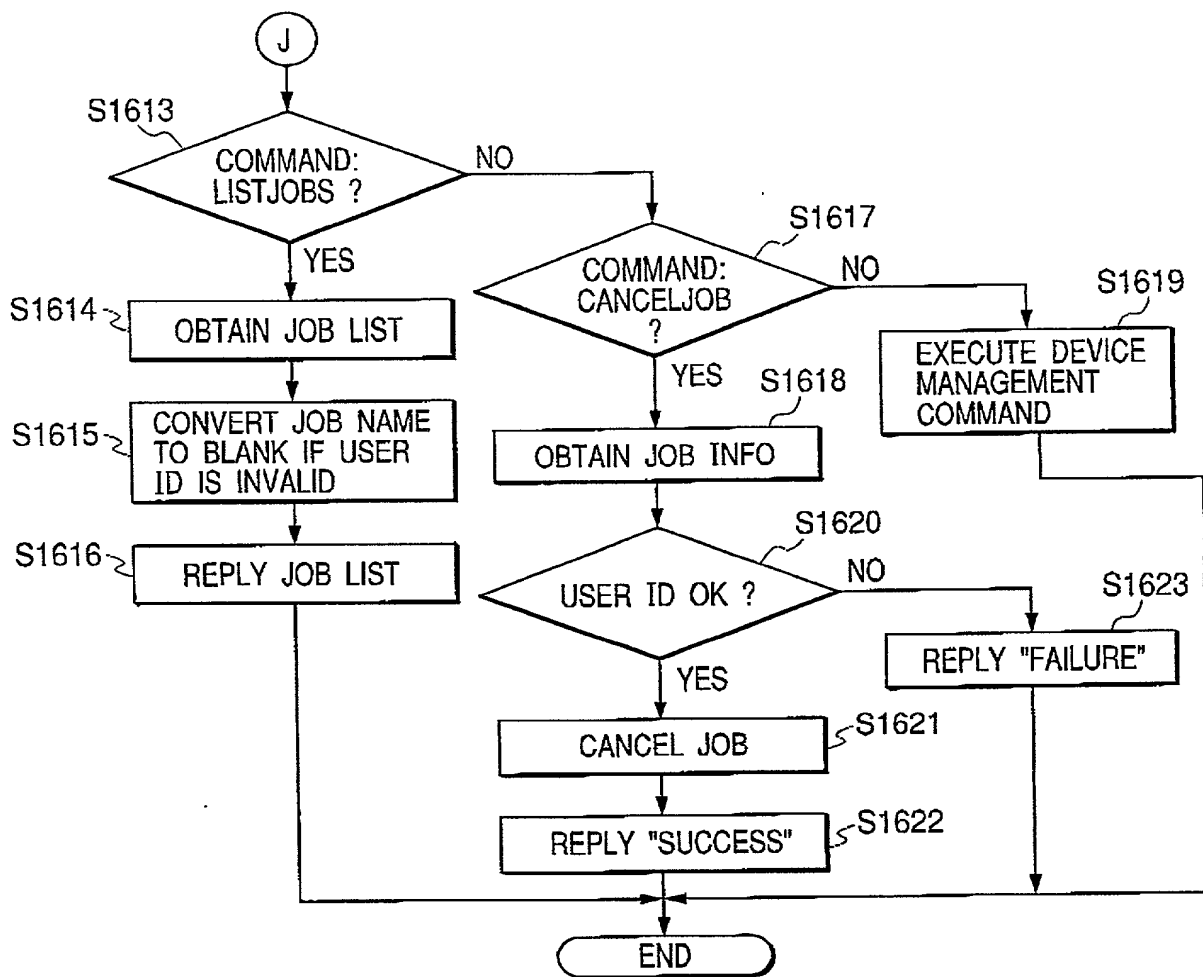 J
S1613
COMMAND:
LISTJOBS ?
NO
YES
S1617
COMMAND:
CANCELJOB
?
NO
YES
S1614
OBTAIN JOB LIST
S1619
EXECUTE DEVICE
MANAGEMENT
COMMAND
S1618
OBTAIN JOB INFO
S1615
CONVERT JOB NAME
TO BLANK IF USER
ID IS INVALID
S1616
REPLY JOB LIST
S1620
USER ID OK ?
NO
YES
S1623
REPLY "FAILURE"
S1621
CANCEL JOB
S1622
REPLY "SUCCESS"
END